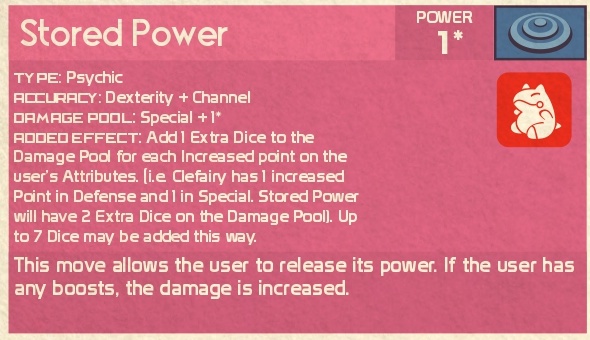 Stored Power
POWER
1*
TYPE: Psychic
ACCURACY: Dexterity + Channel
DAMAGE POOL: Special +1*
ADDED EFFECT: Add 1 Extra Dice to the
Damage Pool for each Increased point on the
user's Attributes. (i.e. Clefairy has 1 increased
Point in Defense and 1 in Special. Stored Power
will have 2 Extra Dice on the Damage Pool). Up
to 7 Dice may be added this way.
This move allows the user to release its power. If the user has
any boosts, the damage is increased.